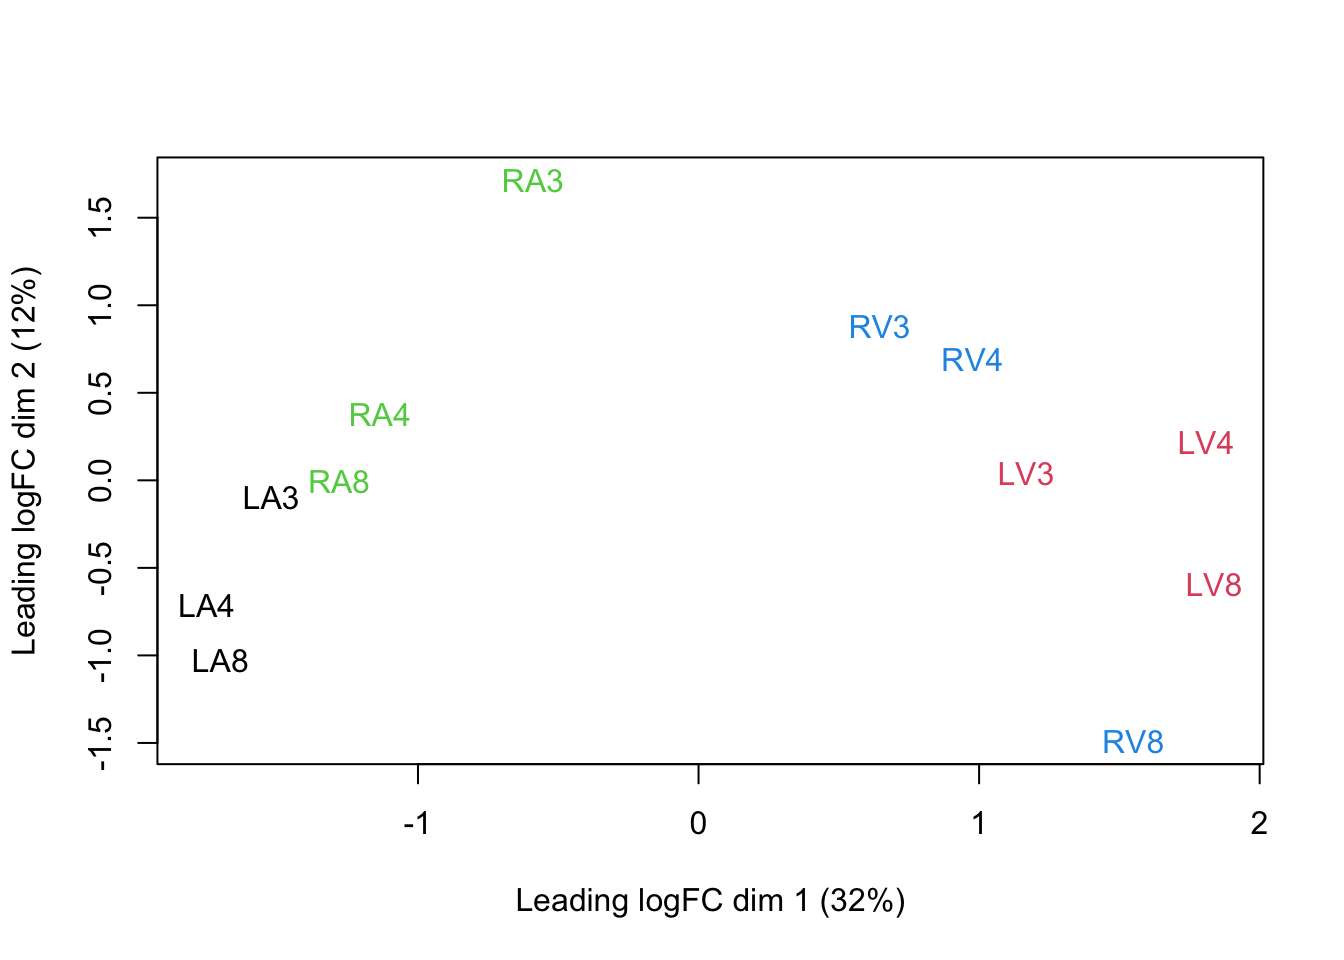 RA3
RV3
RV4
RA4
LV4
LV3
RA8
LA3
LV8
LA4
LA8
RV8
1.5
1.0
0.5
0.0
-0.5
-1.0
-1.5
Leading logFC dim 2 (12%)
-1 0 1 2
Leading logFC dim 1 (32%)